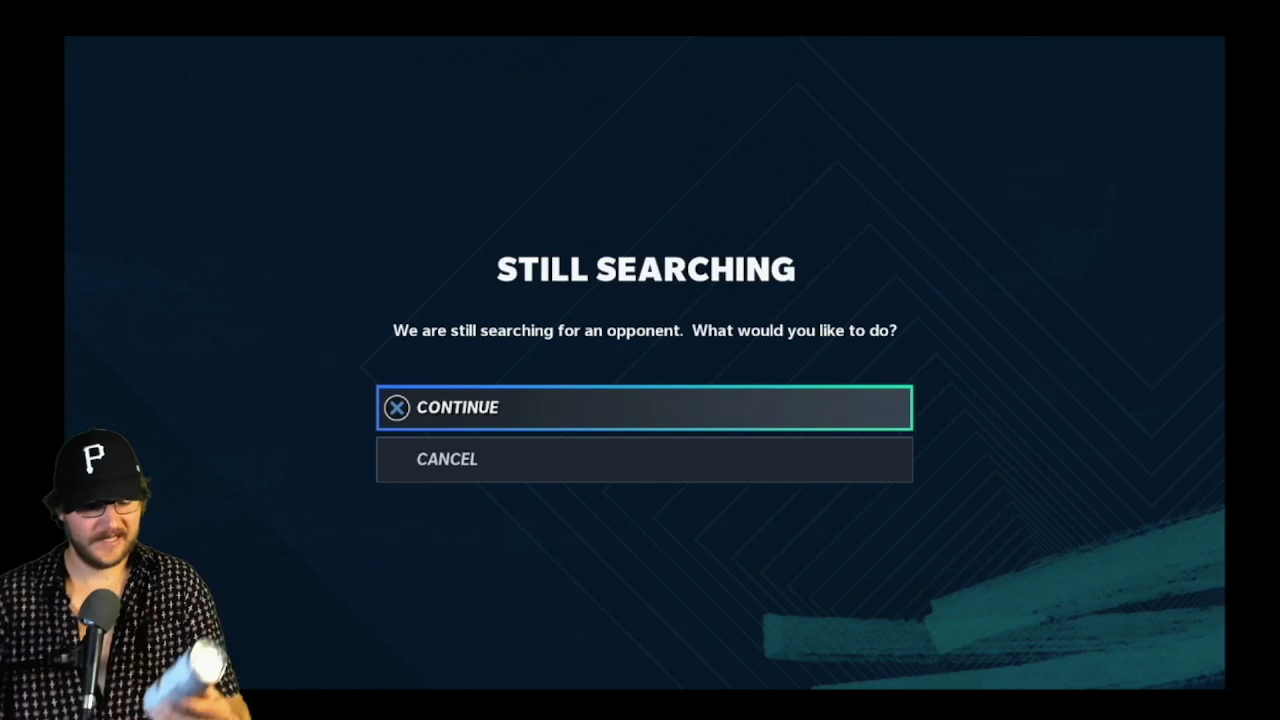 STILL SEARCHING
We are still searching for an opponent. What would you like to do?
CONTINUE
CANCEL
P